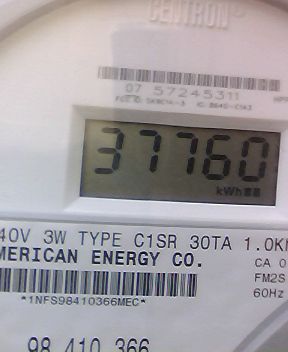 CENTRON
07 57245311
37760
kWh
40V 3W TYPE C1SR 30TA 1.0K
MERICAN ENERGY CO.
CA 0
FM2S
60Hz
*1NFS98410366MEC*
98 410 366